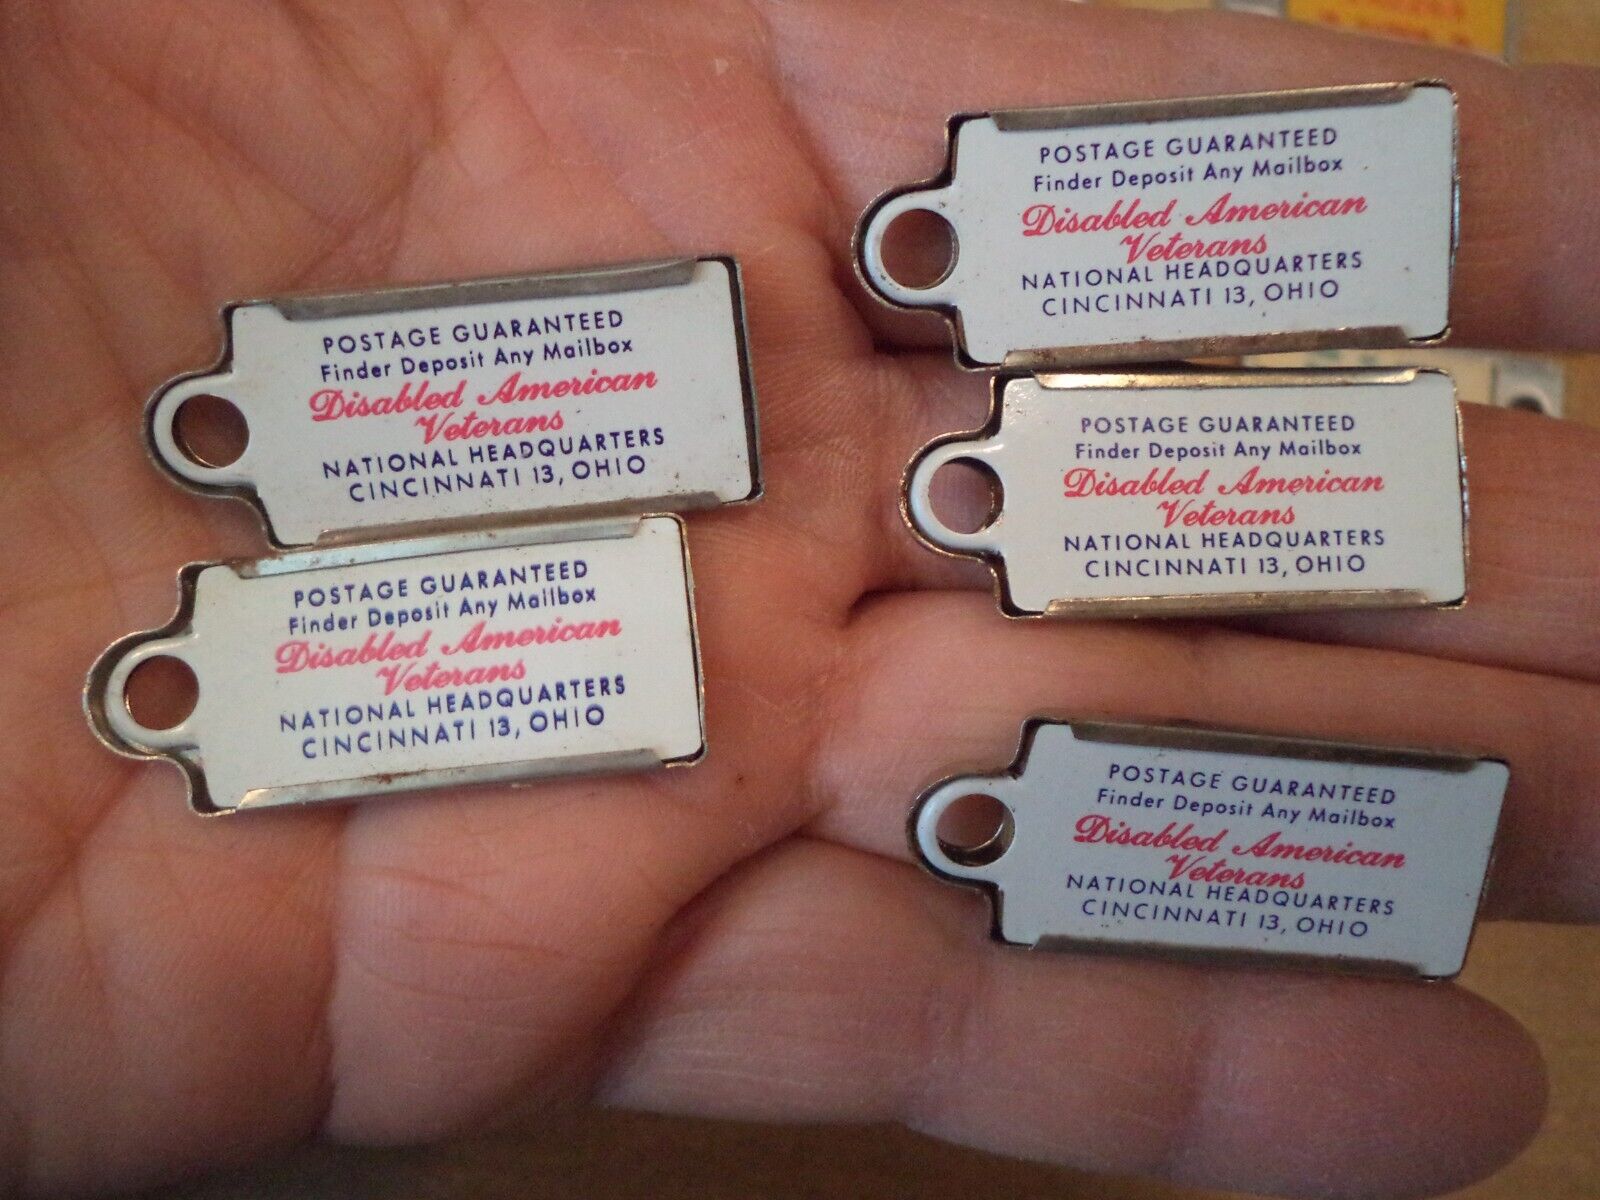 POSTAGE GUARANTEED
Finder Deposit Any Mailbox
Disabled American
Veterans
NATIONAL HEADQUARTERS
CINCINNATI 13, OHIO
POSTAGE GUARANTEED
Finder Deposit Any Mailbox
Disabled American
Veterans
NATIONAL HEADQUARTERS
CINCINNATI 13, OHIO
POSTAGE GUARANTEED
Finder Deposit Any Mailbox
Disabled American
Veterans
NATIONAL HEADQUARTERS
CINCINNATI 13, OHIO
POSTAGE GUARANTEED
Finder Deposit Any Mailbox
Disabled American
Veterans
NATIONAL HEADQUARTERS
CINCINNATI 13, OHIO
POSTAGE GUARANTEED
Finder Deposit Any Mailbox
Disabled American
Veterans
NATIONAL HEADQUARTERS
CINCINNATI 13, OHIO